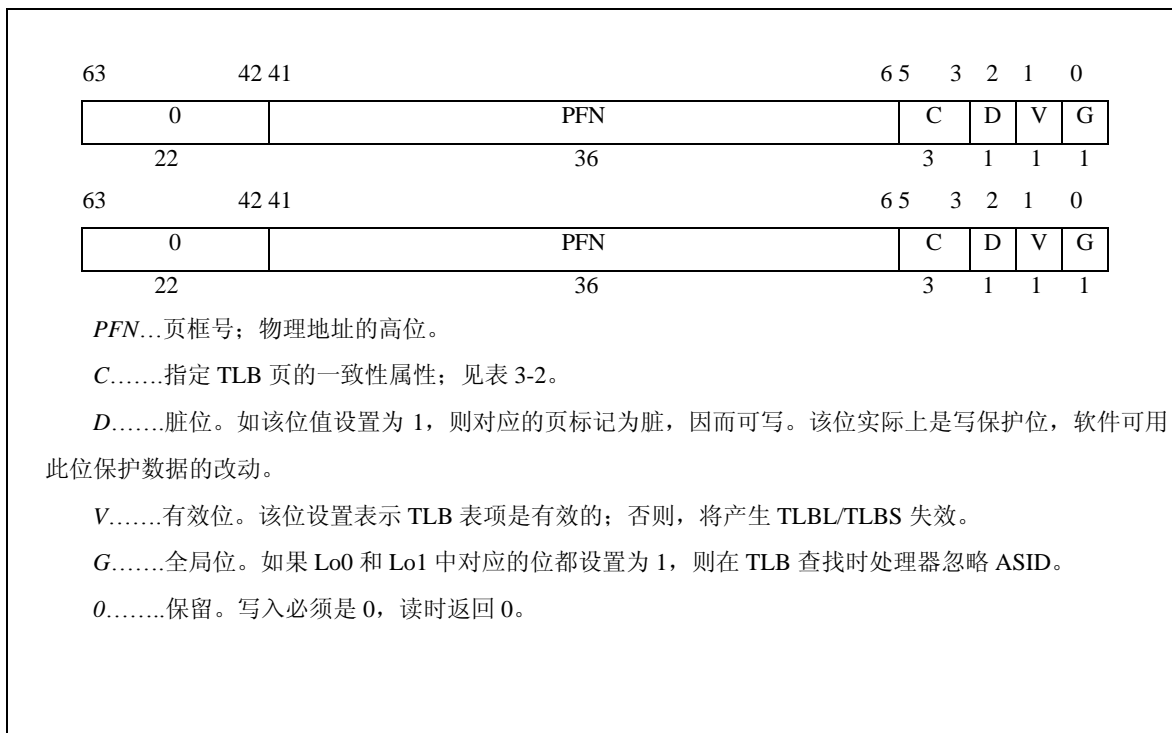 63 42 41 6 5 3 2 1 0
0 PFN C D V G
22 36 3 1 1 1
63 42 41 6 5 3 2 1 0
0 PFN C D V G
22 36 3 1 1 1
PFN…页框号；物理地址的高位。
C…….指定 TLB 页的一致性属性；见表 3-2。
D…….脏位。如该位值设置为 1，则对应的页标记为脏，因而可写。该位实际上是写保护位，软件可用
此位保护数据的改动。
V…….有效位。该位设置表示 TLB 表项是有效的；否则，将产生 TLBL/TLBS 失效。
G…….全局位。如果 Lo0 和 Lo1 中对应的位都设置为 1，则在 TLB 查找时处理器忽略 ASID。
0……..保留。写入必须是 0，读时返回 0。